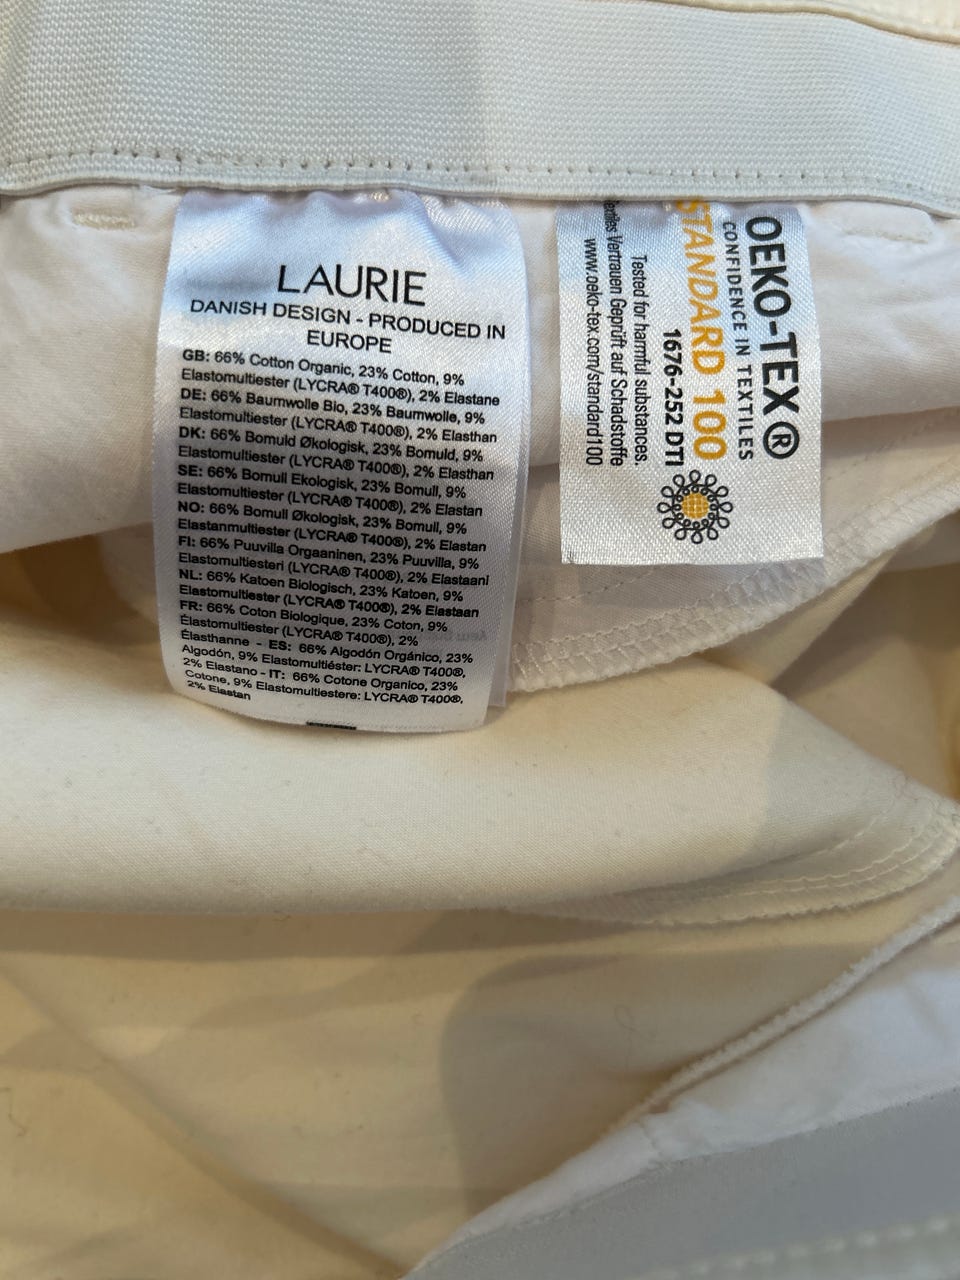 LAURIE
DANISH DESIGN - PRODUCED IN
EUROPE
GB: 66% Cotton Organic, 23% Cotton, 9%
Elastomultiester (LYCRA® T400®), 2% Elastane
DE: 66% Baumwolle Bio, 23% Baumwolle, 9%
Elastomultiester (LYCRA® T400®), 2% Elasthan
DK: 66% Bomuld Økologisk, 23% Bomuld, 9%
Elastomultiester (LYCRA® T400®), 2% Elasthan
SE: 66% Bomull Ekologisk, 23% Bomull, 9%
Elastomultiester (LYCRA® T400®), 2% Elastan
NO: 66% Bomull Økologisk, 23% Bomull, 9%
Elastanmultiester (LYCRA® T400®), 2% Elastan
FI: 66% Puuvilla Orgaaninen, 23% Puuvilla, 9%
Elastomultiesteri (LYCRA® T400®), 2% Elastaani
NL: 66% Katoen Biologisch, 23% Katoen, 9%
Elastomultiester (LYCRA® T400®), 2% Elastaan
FR: 66% Coton Biologique, 23% Coton, 9%
Élastomultiester (LYCRA® T400®), 2%
Élasthanne - ES: 66% Algodón Orgánico, 23%
Algodón, 9% Elastomultiéster: LYCRA® T400®,
2% Elastano - IT: 66% Cotone Organico, 23%
Cotone, 9% Elastomultiestere: LYCRA® T400®,
2% Elastan
OEKO-TEX®
CONFIDENCE IN TEXTILES
STANDARD 100
1676-252 DTI
Tested for harmful substances.
Vertrauen Geprüft auf Schadstoffe
www.oeko-tex.com/standard100